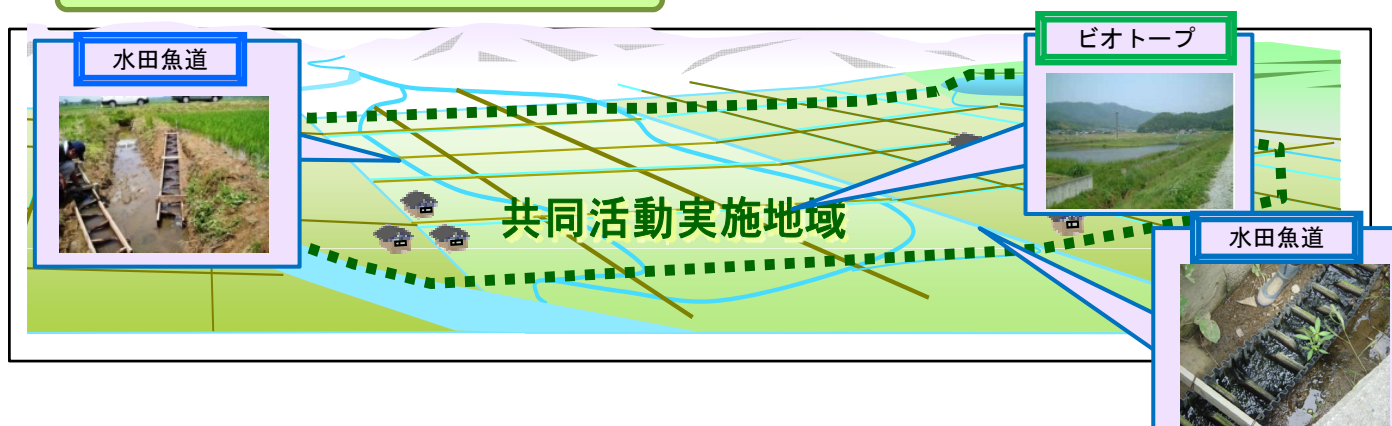 水田魚道
ビオトープ
共同活動実施地域
水田魚道